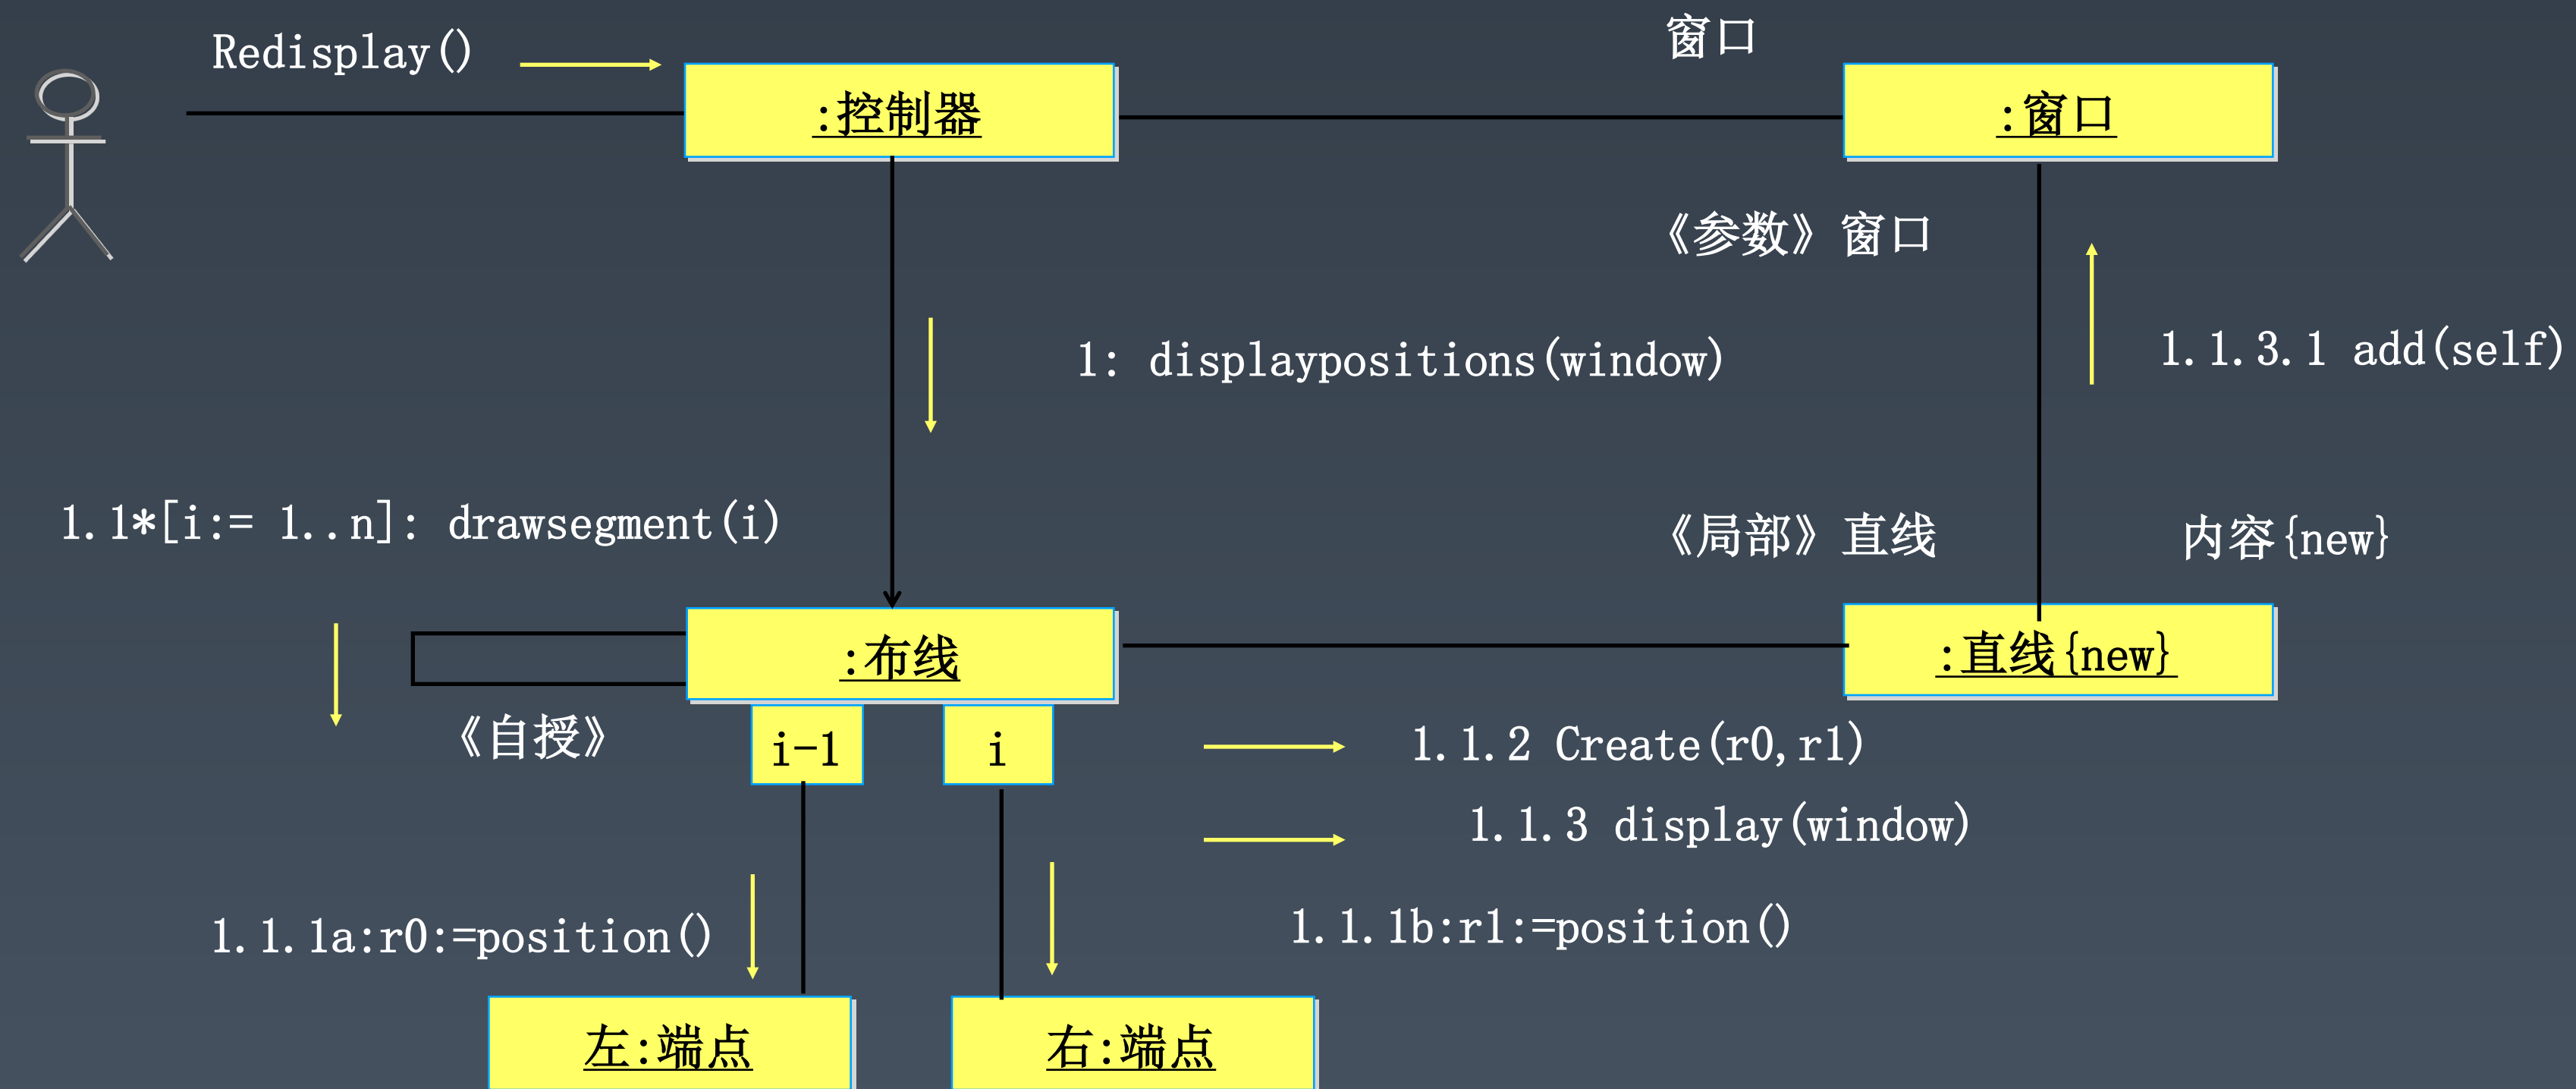 Redisplay()
窗口
:控制器
:窗口
《参数》窗口
1: displaypositions(window)
1.1.3.1 add(self)
1.1*[i:= 1..n]: drawsegment(i)
《局部》直线
内容{new}
:布线
:直线{new}
《自授》
i-1
i
1.1.2 Create(r0,r1)
1.1.3 display(window)
1.1.1a:r0:=position()
1.1.1b:r1:=position()
左:端点
右:端点